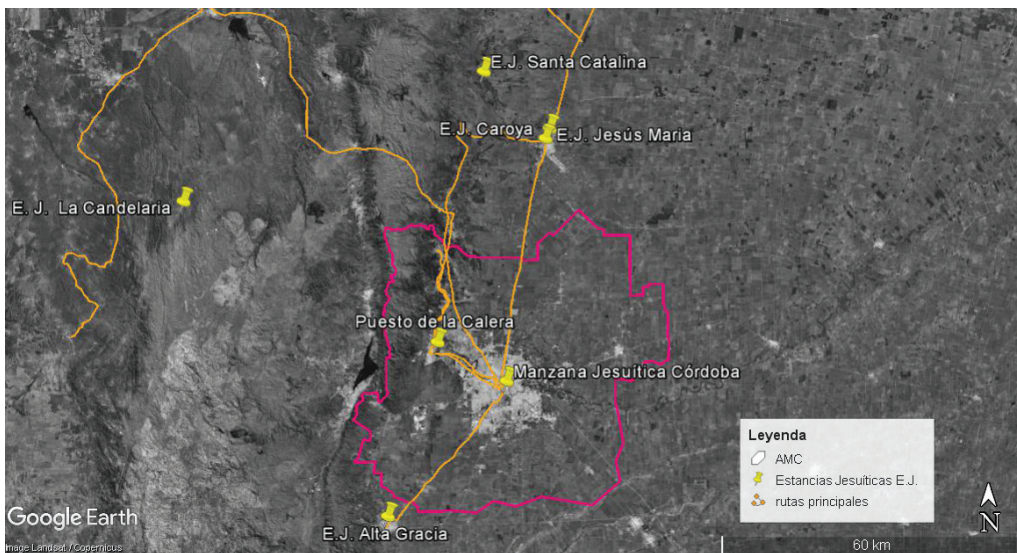 E.J. Santa Catalina
E.J. Caroya
E.J. Jesús Maria
E. J. La Candelaria
Puesto de la Calera
Manzana Jesuítica Córdoba
E.J. Alta Gracia
Leyenda
AMC
Estancias Jesuíticas E.J.
rutas principales
N
60 km
Google Earth
Image Landsat / Copernicus